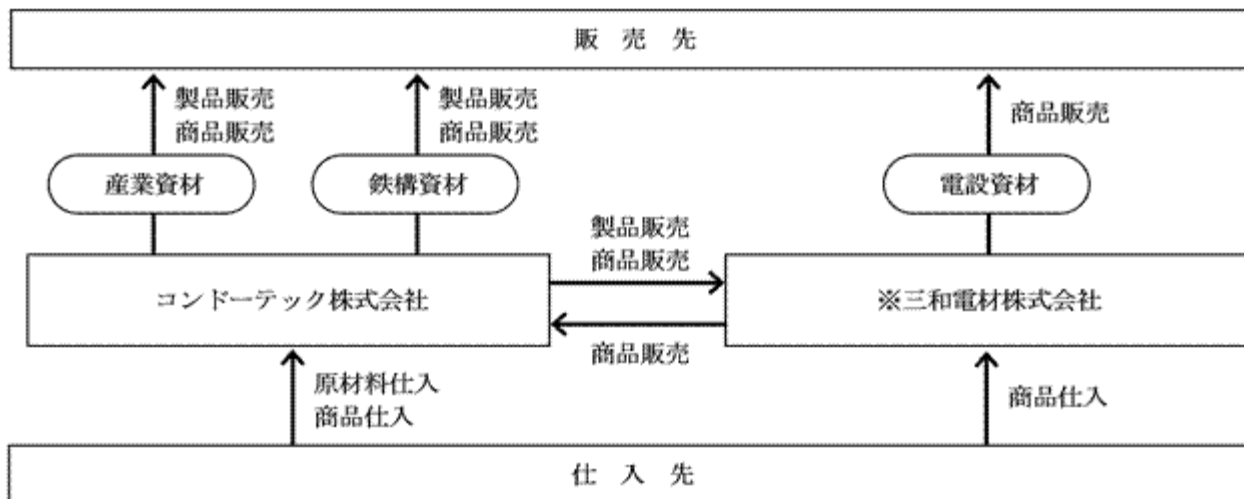 販 売 先
製品販売
商品販売
製品販売
商品販売
商品販売
産業資材
鉄構資材
電設資材
製品販売
商品販売
コンドーテック株式会社
※三和電材株式会社
商品販売
原材料仕入
商品仕入
商品仕入
仕 入 先